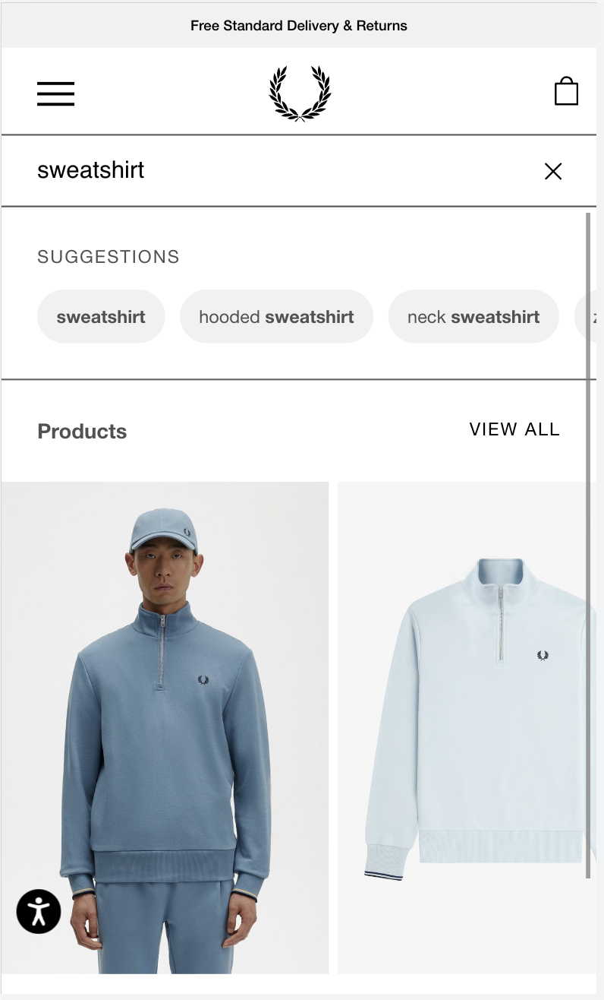 Free Standard Delivery & Returns
sweatshirt
SUGGESTIONS
sweatshirt
hooded sweatshirt
neck sweatshirt
Products
VIEW ALL